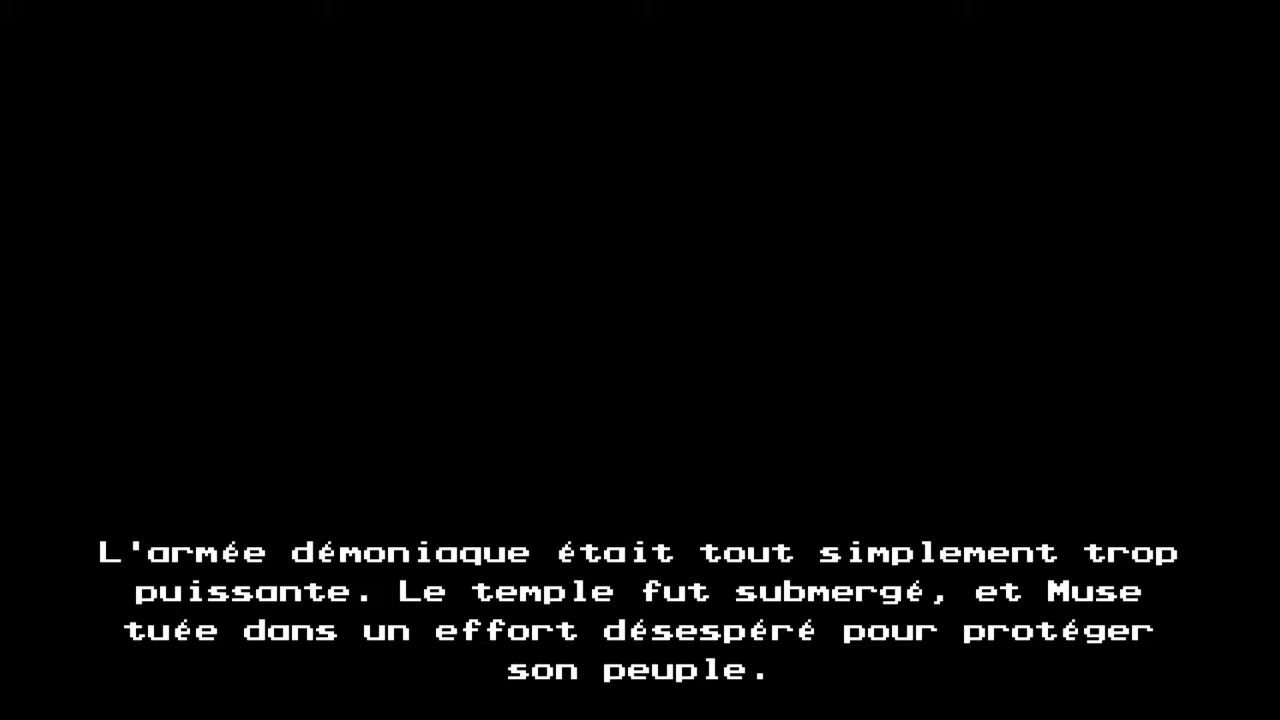 L'armée démoniaque était tout simplement trop
puissante. Le temple fut submergé, et Muse
tuée dans un effort désespéré pour protéger
son peuple.